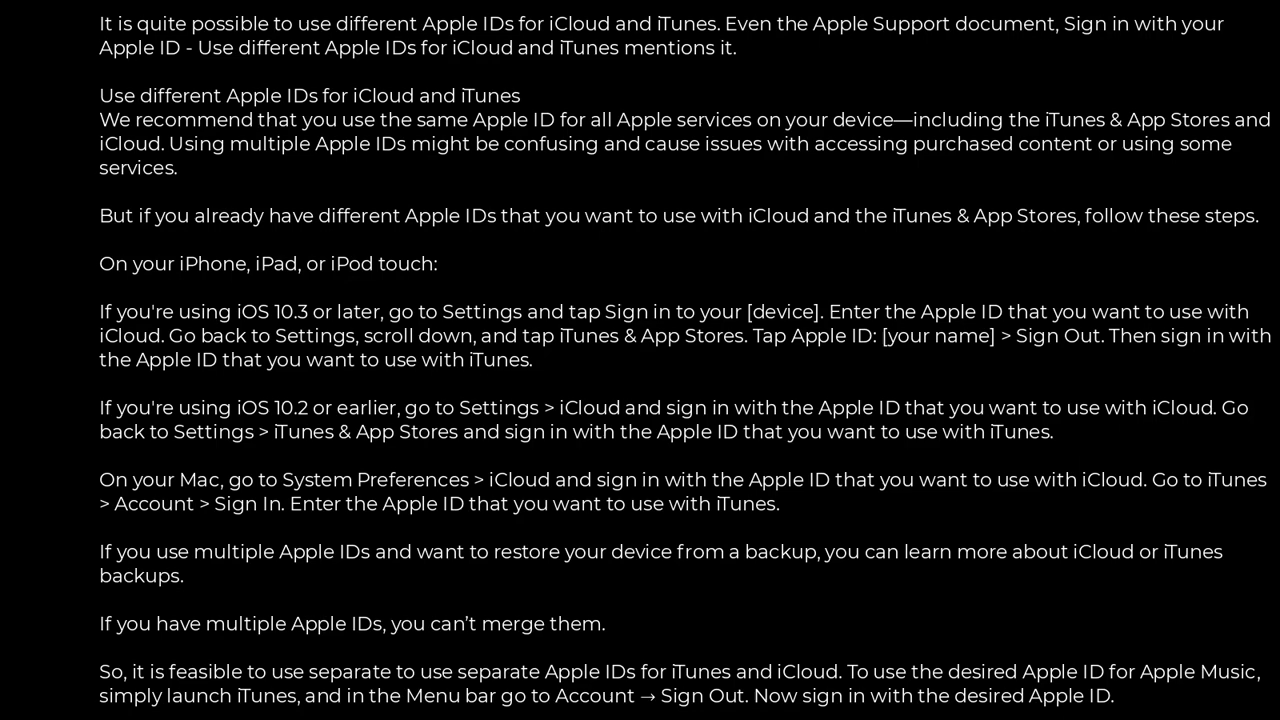 It is quite possible to use different Apple IDs for iCloud and iTunes. Even the Apple Support document, Sign in with your
Apple ID - Use different Apple IDs for iCloud and iTunes mentions it.
Use different Apple IDs for iCloud and iTunes
We recommend that you use the same Apple ID for all Apple services on your device—including the iTunes & App Stores and
iCloud. Using multiple Apple IDs might be confusing and cause issues with accessing purchased content or using some
services.
But if you already have different Apple IDs that you want to use with iCloud and the iTunes & App Stores, follow these steps.
On your iPhone, iPad, or iPod touch:
If you're using iOS 10.3 or later, go to Settings and tap Sign in to your [device]. Enter the Apple ID that you want to use with
iCloud. Go back to Settings, scroll down, and tap iTunes & App Stores. Tap Apple ID: [your name] > Sign Out. Then sign in with
the Apple ID that you want to use with iTunes.
If you're using iOS 10.2 or earlier, go to Settings > iCloud and sign in with the Apple ID that you want to use with iCloud. Go
back to Settings > iTunes & App Stores and sign in with the Apple ID that you want to use with iTunes.
On your Mac, go to System Preferences > iCloud and sign in with the Apple ID that you want to use with iCloud. Go to iTunes
> Account > Sign In. Enter the Apple ID that you want to use with iTunes.
If you use multiple Apple IDs and want to restore your device from a backup, you can learn more about iCloud or iTunes
backups.
If you have multiple Apple IDs, you can’t merge them.
So, it is feasible to use separate to use separate Apple IDs for iTunes and iCloud. To use the desired Apple ID for Apple Music,
simply launch iTunes, and in the Menu bar go to Account → Sign Out. Now sign in with the desired Apple ID.